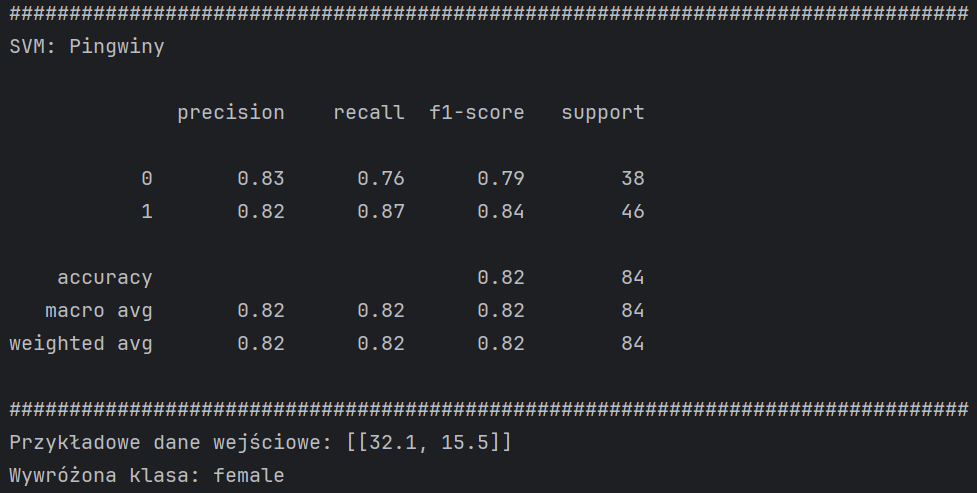 ################################################################################
SVM: Pingwiny
precision recall f1-score support
0 0.83 0.76 0.79 38
1 0.82 0.87 0.84 46
accuracy 0.82 84
macro avg 0.82 0.82 0.82 84
weighted avg 0.82 0.82 0.82 84
################################################################################
Przykładowe dane wejściowe: [[32.1, 15.5]]
Wywróżona klasa: female